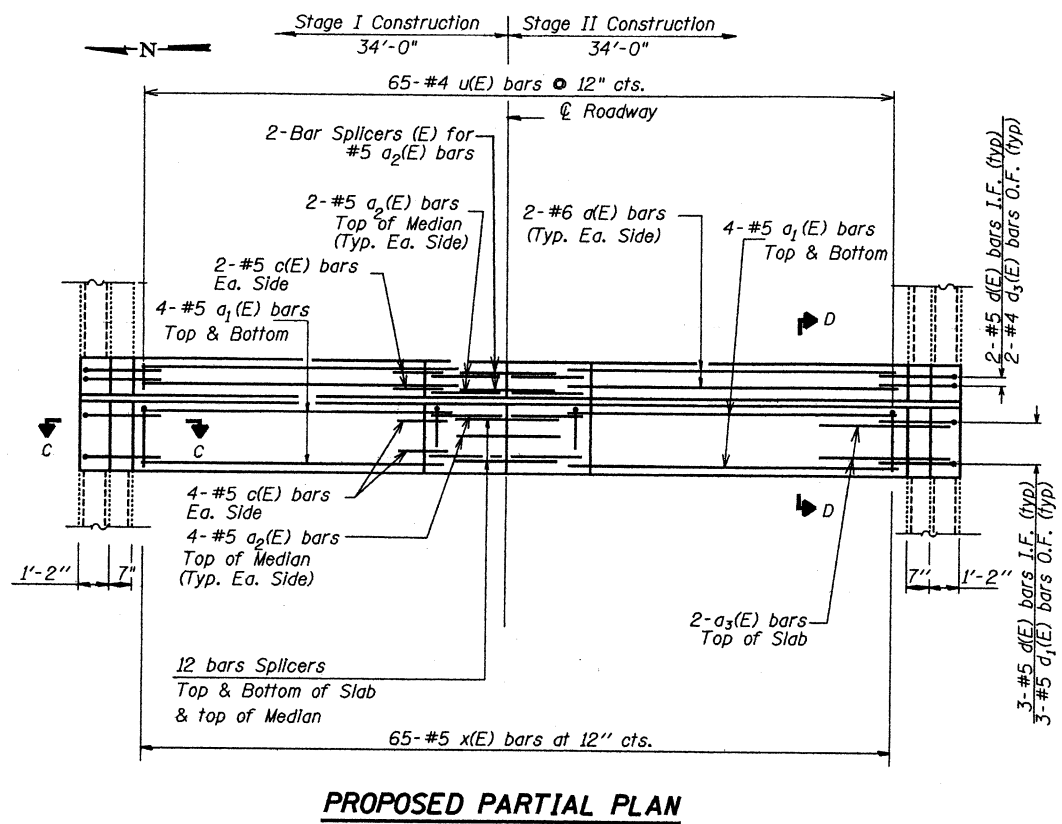 Stage I Construction
34'-0"
Stage II Construction
34'-0"
N
65-#4 u(E) bars @ 12" cts.
℄ Roadway
2-Bar Splicers (E) for
#5 a2(E) bars
2-#5 a2(E) bars
Top of Median
(Typ. Ea. Side)
2-#6 a(E) bars
(Typ. Ea. Side)
4-#5 a1(E) bars
Top & Bottom
2-#5 c(E) bars
Ea. Side
4-#5 a1(E) bars
Top & Bottom
2-#5 d(E) bars I.F. (typ)
2-#4 d3(E) bars O.F. (typ)
D
C
C
D
4-#5 c(E) bars
Ea. Side
4-#5 a2(E) bars
Top of Median
(Typ. Ea. Side)
1'-2"
7"
7"
1'-2"
2-a3(E) bars
Top of Slab
3-#5 d(E) bars I.F. (typ)
3-#5 d1(E) bars O.F. (typ)
12 bars Splicers
Top & Bottom of Slab
& top of Median
65-#5 x(E) bars at 12" cts.
PROPOSED PARTIAL PLAN